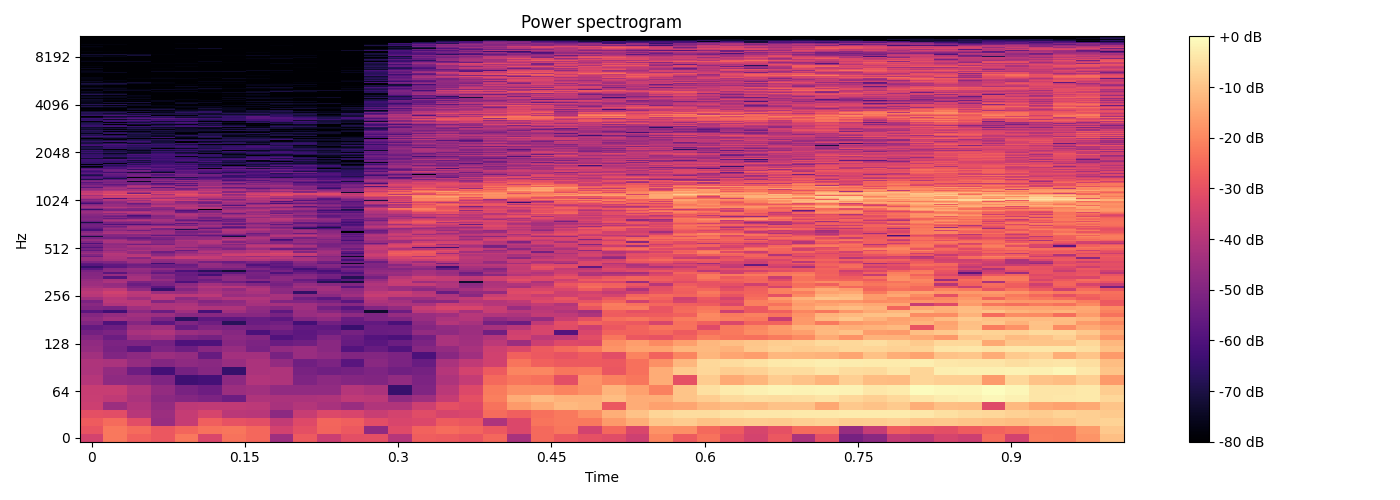 Power spectrogram
Hz
8192
4096
2048
1024
512
256
128
64
0
0 0.15 0.3 0.45 0.6 0.75 0.9
Time
+0 dB
-10 dB
-20 dB
-30 dB
-40 dB
-50 dB
-60 dB
-70 dB
-80 dB